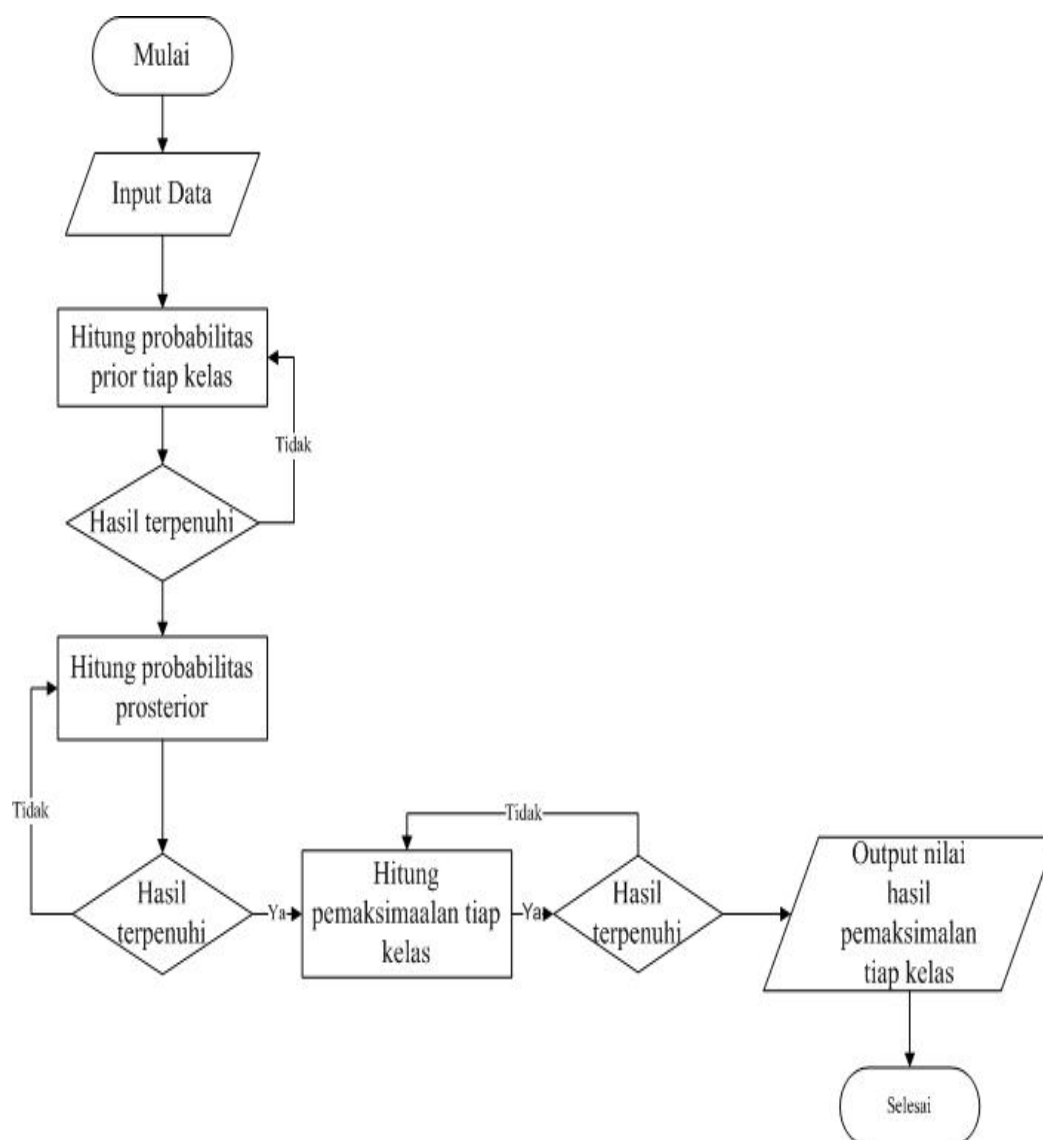 Mulai
Input Data
Hitung probabilitas
prior tiap kelas
Tidak
Hasil terpenuhi
Hitung probabilitas
prosterior
Tidak
Hasil
terpenuhi
Ya
Hitung
pemaksimaalan tiap
kelas
Tidak
Ya
Hasil
terpenuhi
Output nilai
hasil
pemaksimalan
tiap kelas
Selesai